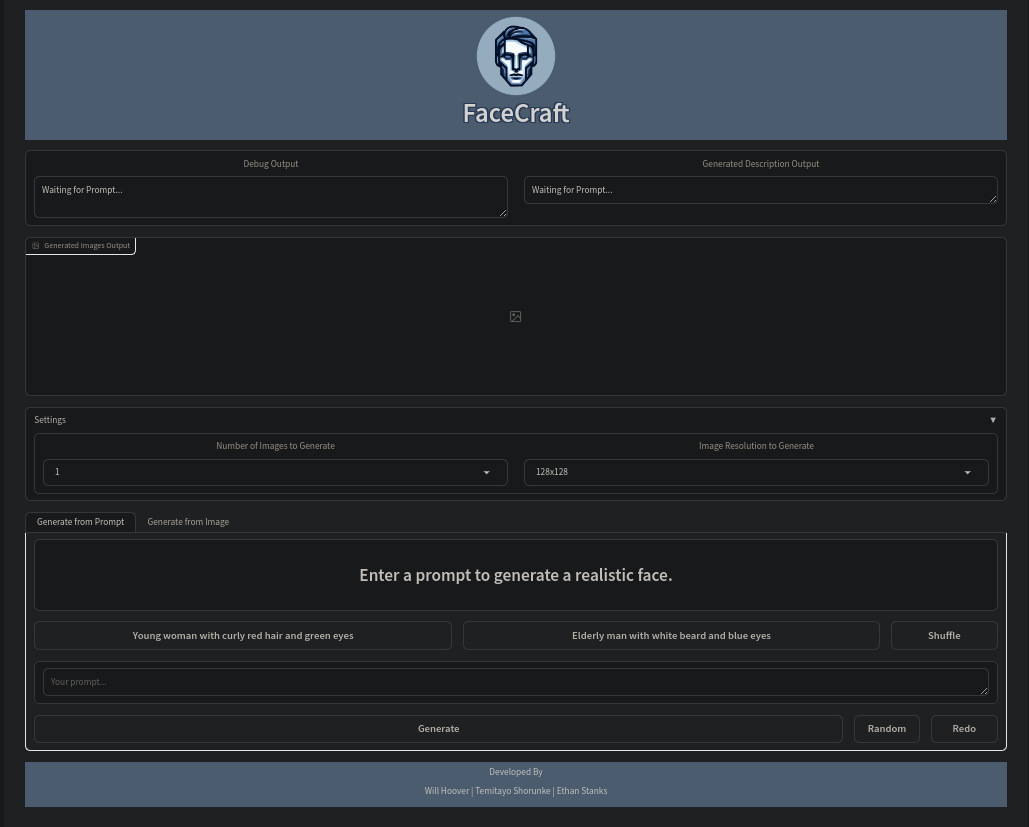 FaceCraft
Debug Output
Generated Description Output
Waiting for Prompt...
Waiting for Prompt...
Generated Images Output
Settings
Number of Images to Generate
Image Resolution to Generate
1
128x128
Generate from Prompt
Generate from Image
Enter a prompt to generate a realistic face.
Young woman with curly red hair and green eyes
Elderly man with white beard and blue eyes
Shuffle
Your prompt...
Generate
Random
Redo
Developed By
Will Hoover | Temitayo Shorunke | Ethan Stanks